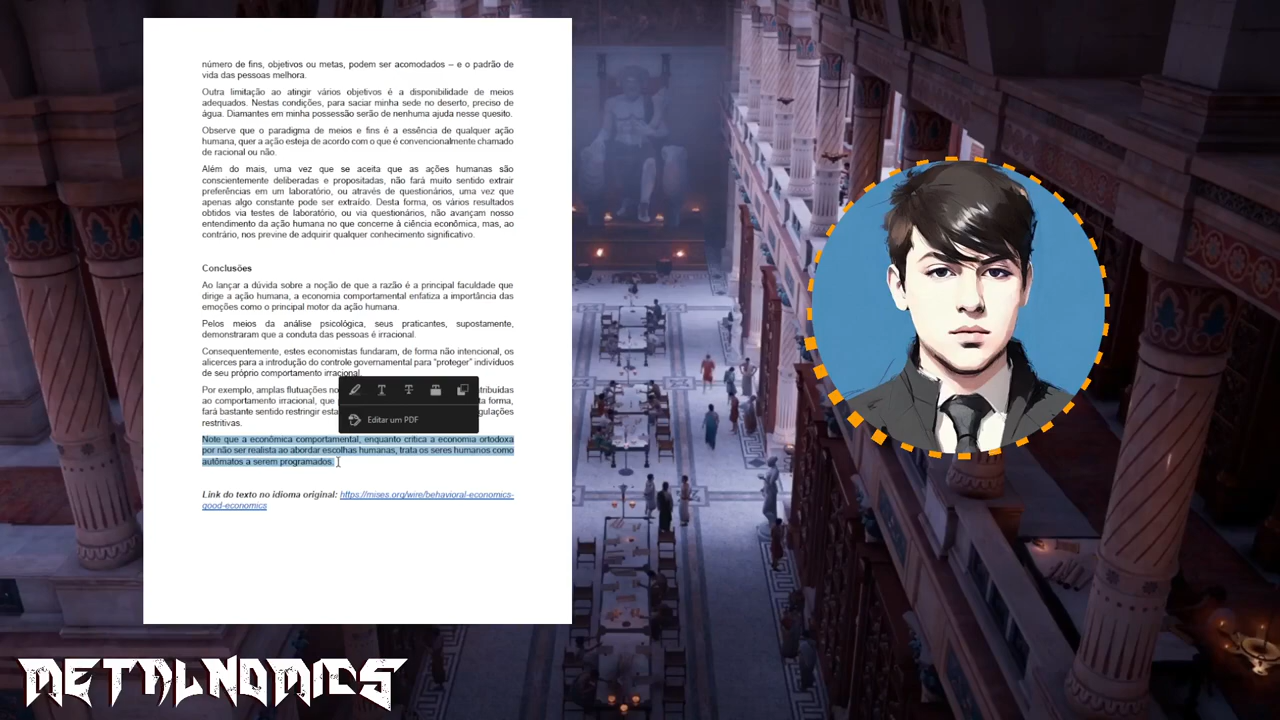 número de fins, objetivos ou metas, podem ser acomodados – e o padrão de
vida das pessoas melhora.
Outra limitação ao atingir vários objetivos é a disponibilidade de meios
adequados. Nestas condições, para saciar minha sede no deserto, preciso de
água. Diamantes em minha possessão serão de nenhuma ajuda nesse quesito.
Observe que o paradigma de meios e fins é a essência de qualquer ação
humana, quer a ação esteja de acordo com o que é convencionalmente chamado
de racional ou não.
Além do mais, uma vez que se aceita que as ações humanas são
conscientemente deliberadas e propositadas, não fará muito sentido extrair
preferências em um laboratório, ou através de questionários, uma vez que
apenas algo constante pode ser extraído. Desta forma, os vários resultados
obtidos via testes de laboratório, ou via questionários, não avançam nosso
entendimento da ação humana no que concerne à ciência econômica, mas, ao
contrário, nos previne de adquirir qualquer conhecimento significativo.
Conclusões
Ao lançar a dúvida sobre a noção de que a razão é a principal faculdade que
dirige a ação humana, a economia comportamental enfatiza a importância das
emoções como o principal motor da ação humana.
Pelos meios da análise psicológica, seus praticantes, supostamente,
demonstraram que a conduta das pessoas é irracional.
Consequentemente, estes economistas fundaram, de forma não intencional, os
alicerces para a introdução do controle governamental para “proteger” indivíduos
de seu próprio comportamento irracional.
Por exemplo, amplas flutuações no
ao comportamento irracional, que ta forma,
fará bastante sentido restringir esta gulações
restritivas.
Editar um PDF
Note que a econômica comportamental, enquanto critica a economia ortodoxa
por não ser realista ao abordar escolhas humanas, trata os seres humanos como
autômatos a serem programados.
Link do texto no idioma original: https://mises.org/wire/behavioral-economics-
good-economics
METALNOMICS